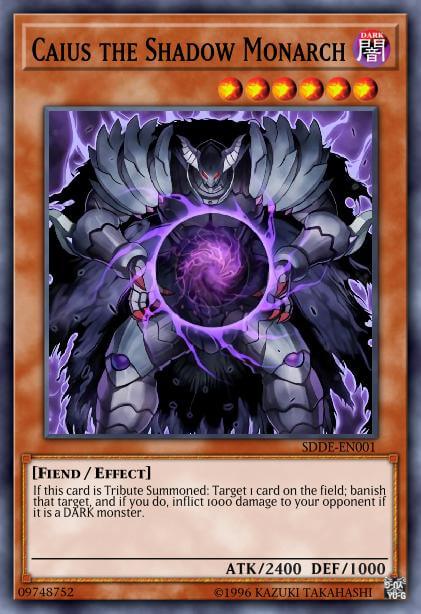 Caius the Shadow Monarch
DARK
闇
SDDE-EN001
[Fiend / Effect]
If this card is Tribute Summoned: Target 1 card on the field; banish
that target, and if you do, inflict 1000 damage to your opponent if
it is a DARK monster.
ATK/2400 DEF/1000
09748752
©1996 KAZUKI TAKAHASHI